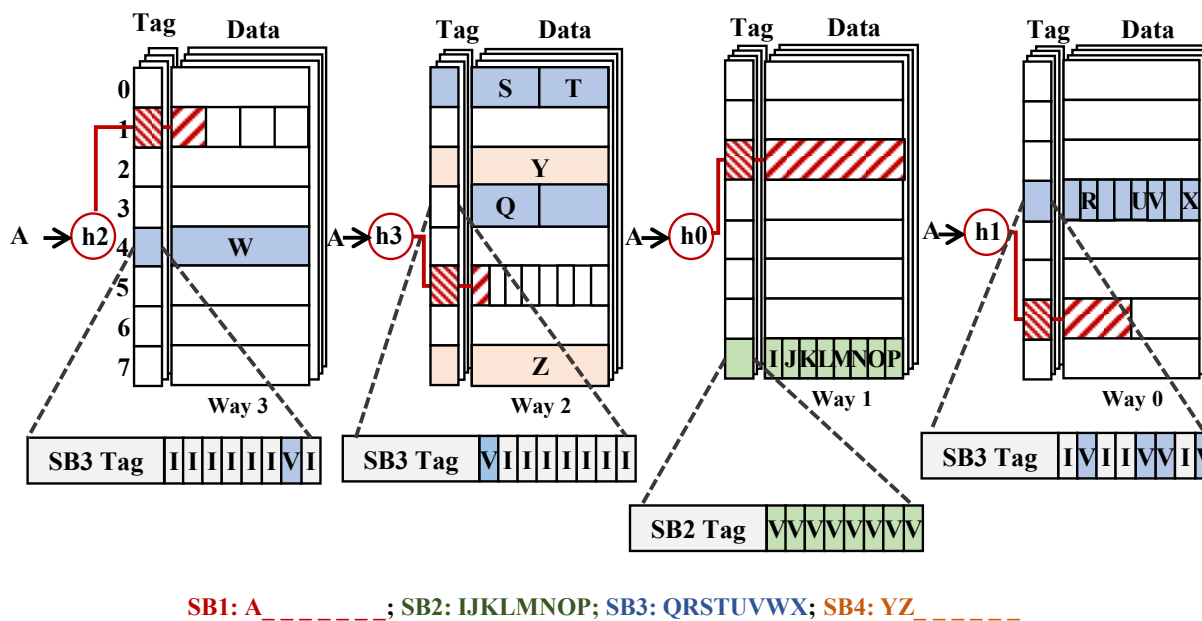 Tag Data Tag Data Tag Data Tag Data
0 S T
1
2 Y
3 Q R U V X
A h2 4 W A h3 A h0 A h1
5
6
7 Z I J K L M N O P
Way 3 Way 2 Way 1 Way 0
SB3 Tag I I I I I I V I
SB3 Tag V I I I I I I I
SB3 Tag I V I I V V I V
SB2 Tag V V V V V V V V
SB1: A_ _ _ _ _ _ _; SB2: IJKLMNOP; SB3: QRSTUVWX; SB4: YZ_ _ _ _ _ _